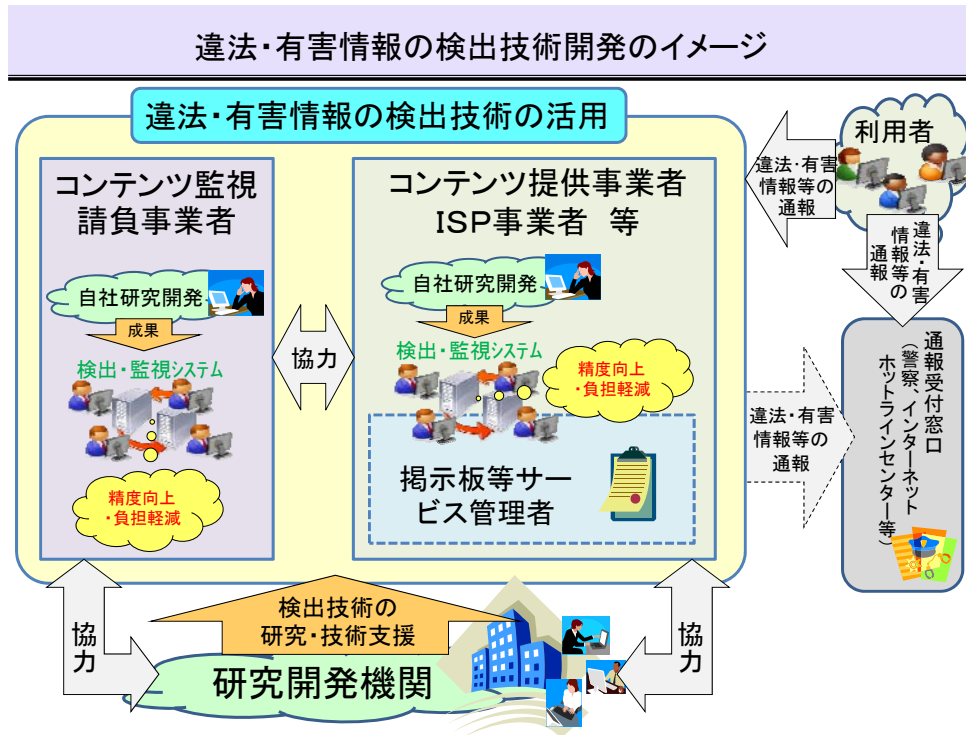 違法・有害情報の検出技術開発のイメージ
違法・有害情報の検出技術の活用
コンテンツ監視
請負事業者
自社研究開発
成果
検出・監視システム
精度向上
・負担軽減
協力
コンテンツ提供事業者
ISP事業者 等
自社研究開発
成果
検出・監視システム
精度向上
・負担軽減
掲示板等サー
ビス管理者
利用者
違法・有害
情報等の
通報
違法・有害
情報等の
通報
違法・有害
情報等の
通報
通報受付窓口
（警察、インターネット
ホットラインセンター等）
協力
検出技術の
研究・技術支援
研究開発機関
協力